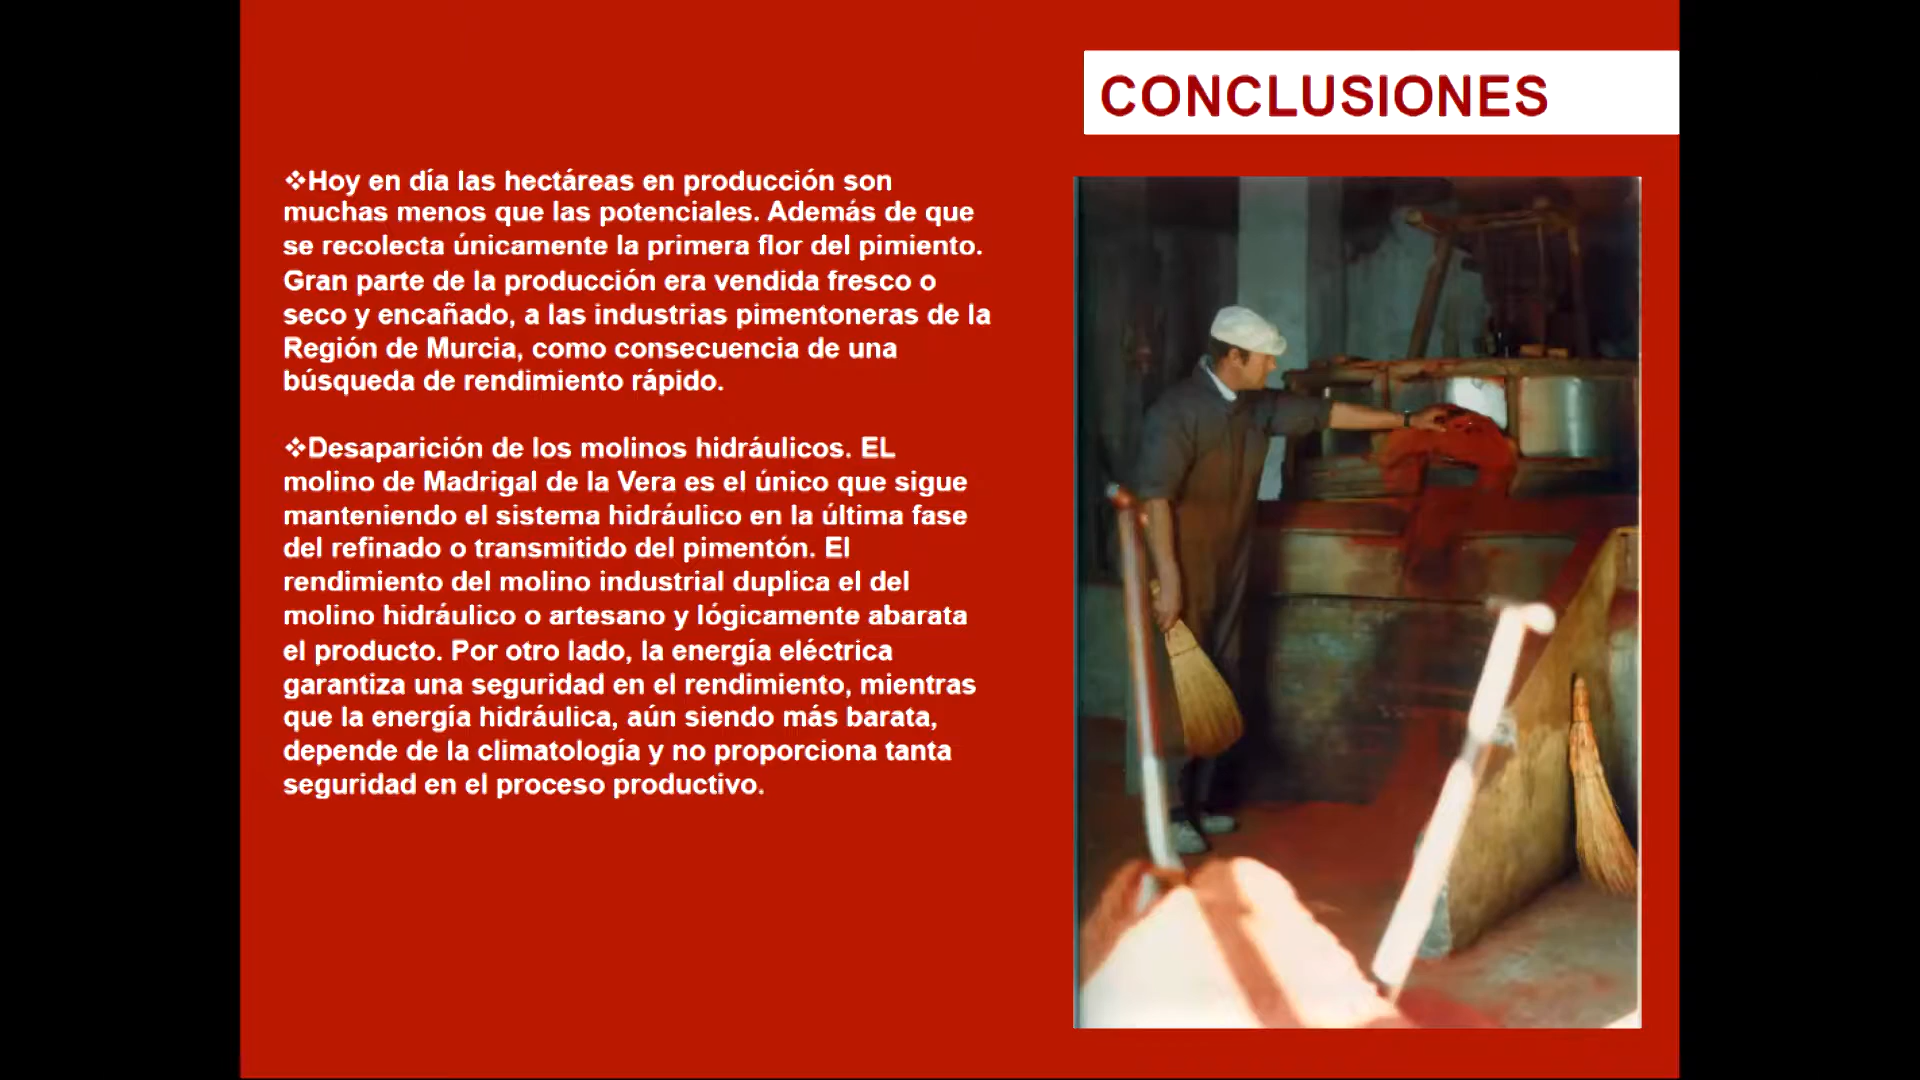 CONCLUSIONES
❖Hoy en día las hectáreas en producción son
muchas menos que las potenciales. Además de que
se recolecta únicamente la primera flor del pimiento.
Gran parte de la producción era vendida fresco o
seco y encañado, a las industrias pimentoneras de la
Región de Murcia, como consecuencia de una
búsqueda de rendimiento rápido.
❖Desaparición de los molinos hidráulicos. EL
molino de Madrigal de la Vera es el único que sigue
manteniendo el sistema hidráulico en la última fase
del refinado o transmitido del pimentón. El
rendimiento del molino industrial duplica el del
molino hidráulico o artesano y lógicamente abarata
el producto. Por otro lado, la energía eléctrica
garantiza una seguridad en el rendimiento, mientras
que la energía hidráulica, aún siendo más barata,
depende de la climatología y no proporciona tanta
seguridad en el proceso productivo.